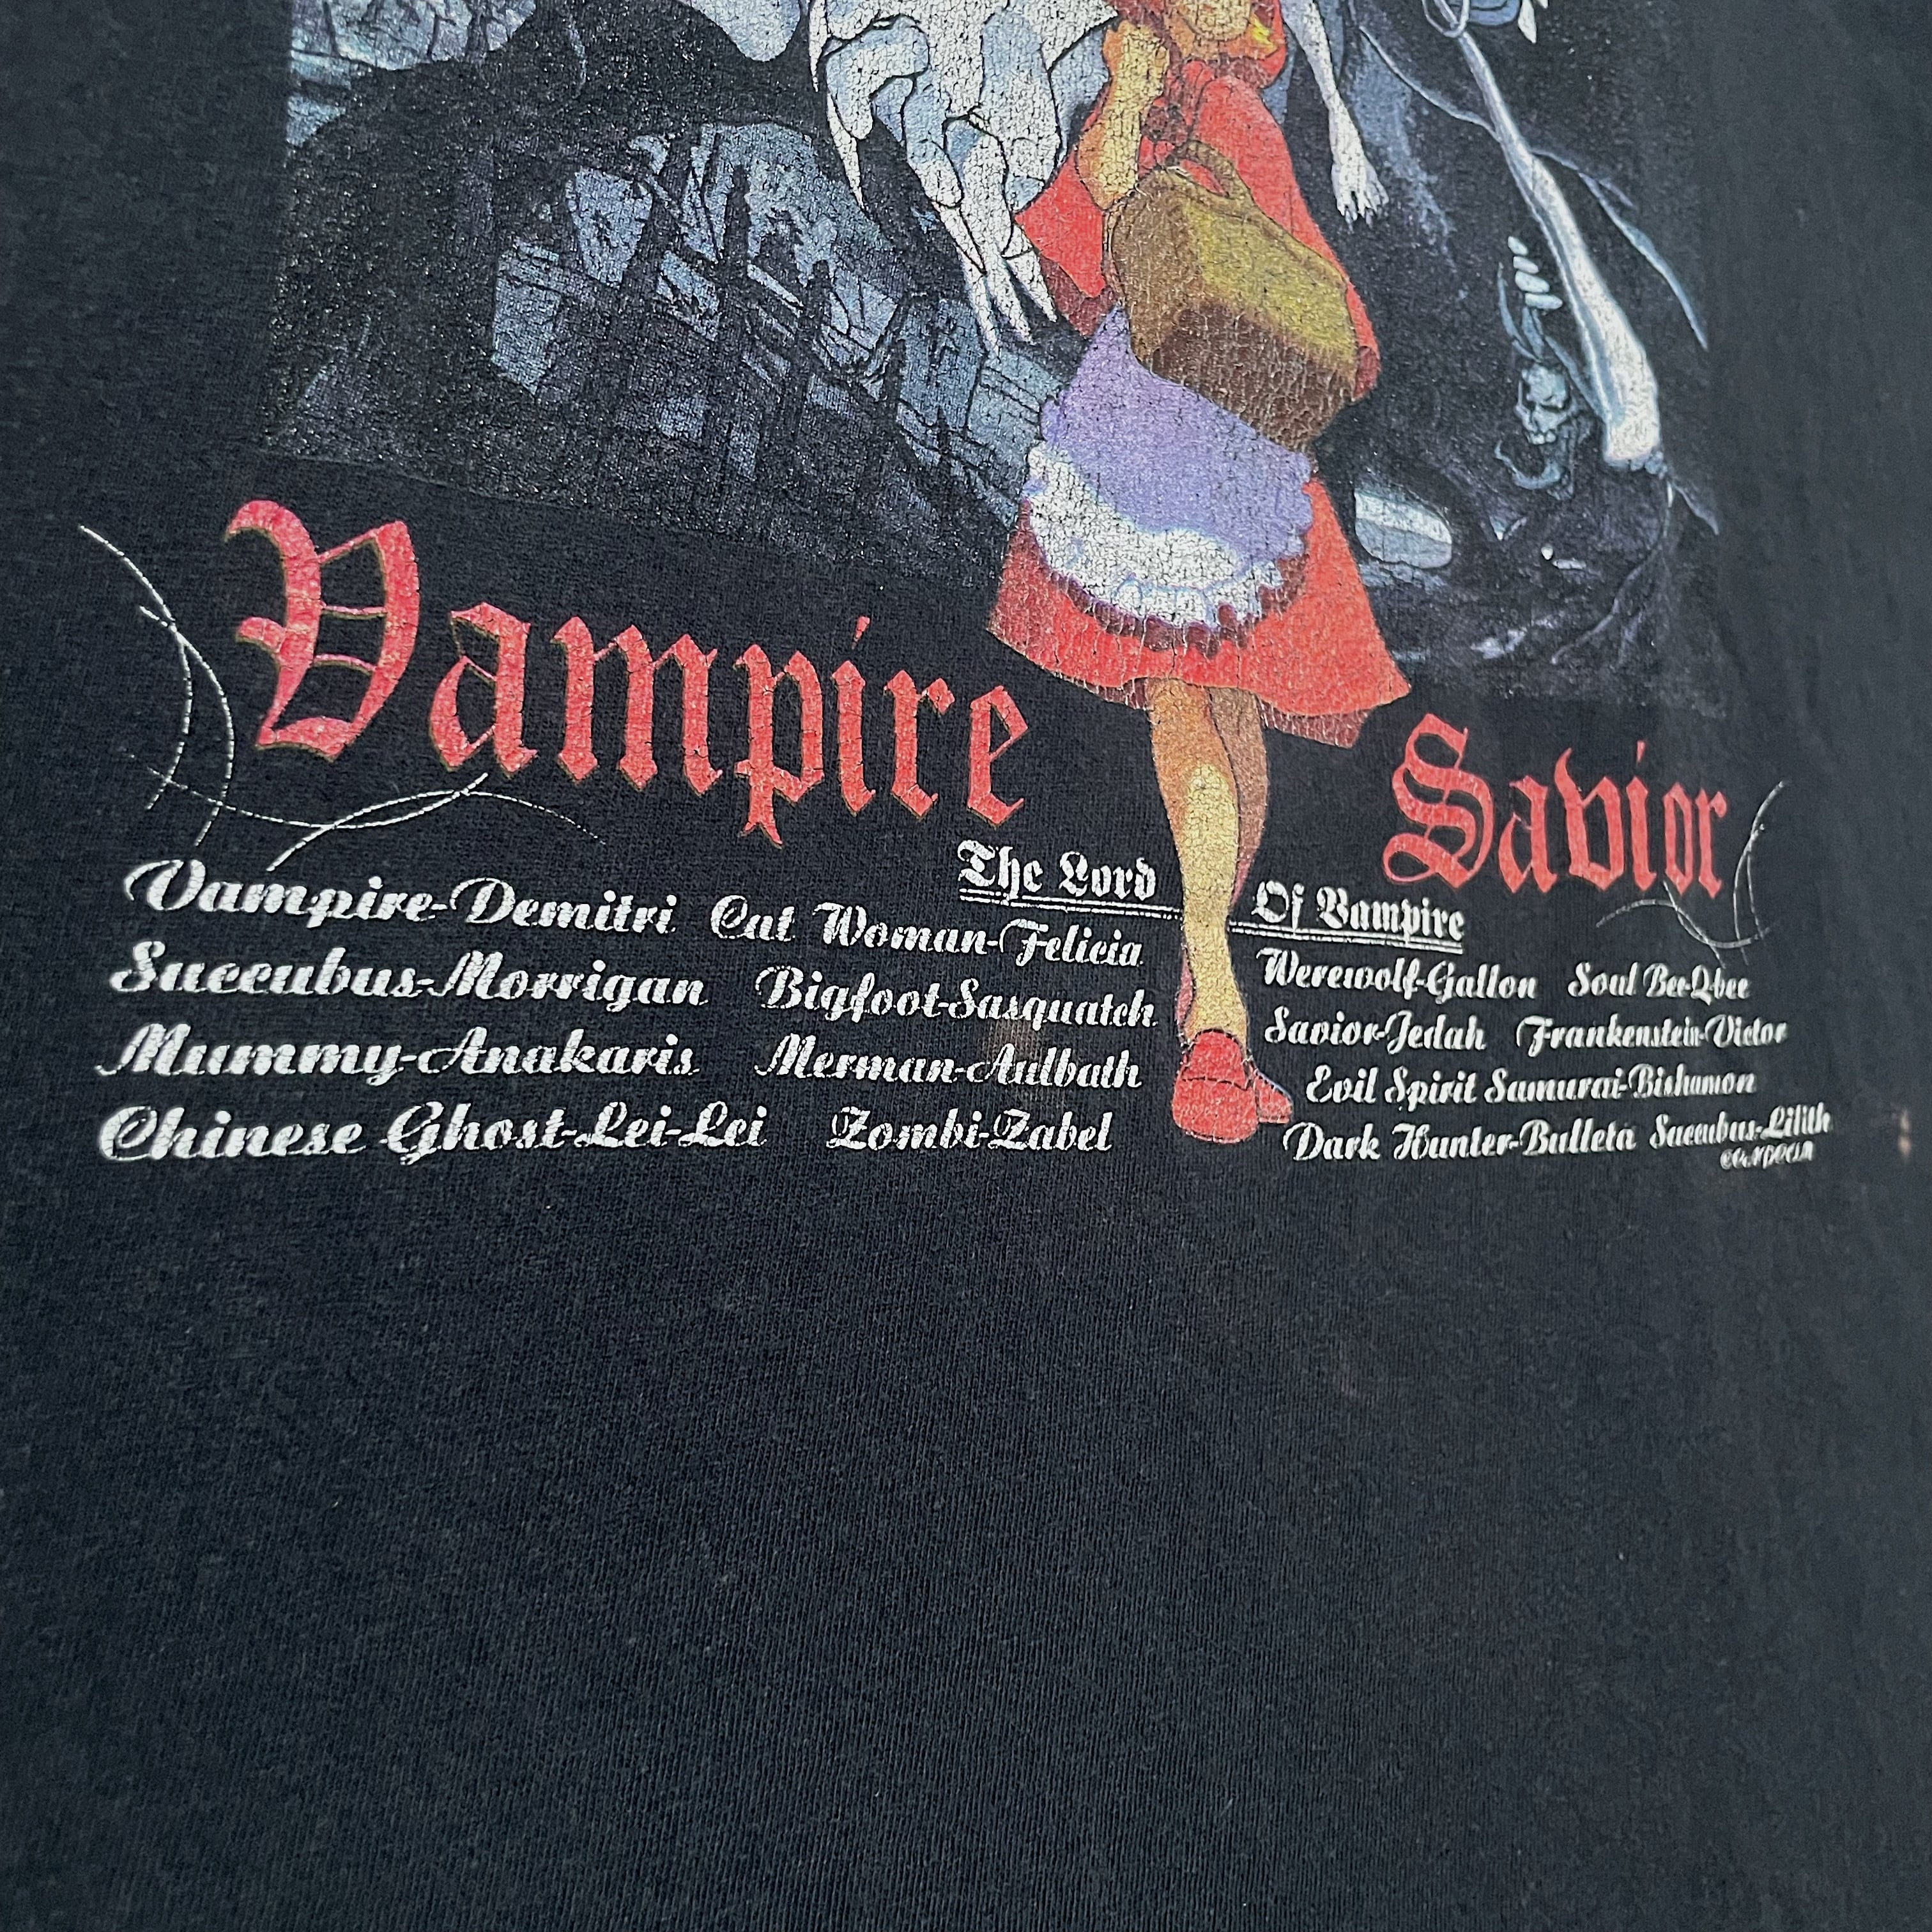 Vampire Savior
The Lord Of Vampire
Vampire-Demitri Cat Woman-Felicia Werewolf-Gallon Soul Bee-Qbee
Succubus-Morrigan Bigfoot-Sasquatch Savior-Jedah Frankenstein-Victor
Mummy-Anakaris Merman-Aulbath Evil Spirit Samurai-Bishamon
Chinese Ghost-Lei-Lei Zombi-Zabel Dark Hunter-Bulleta Succubus-Lilith
©CAPCOM